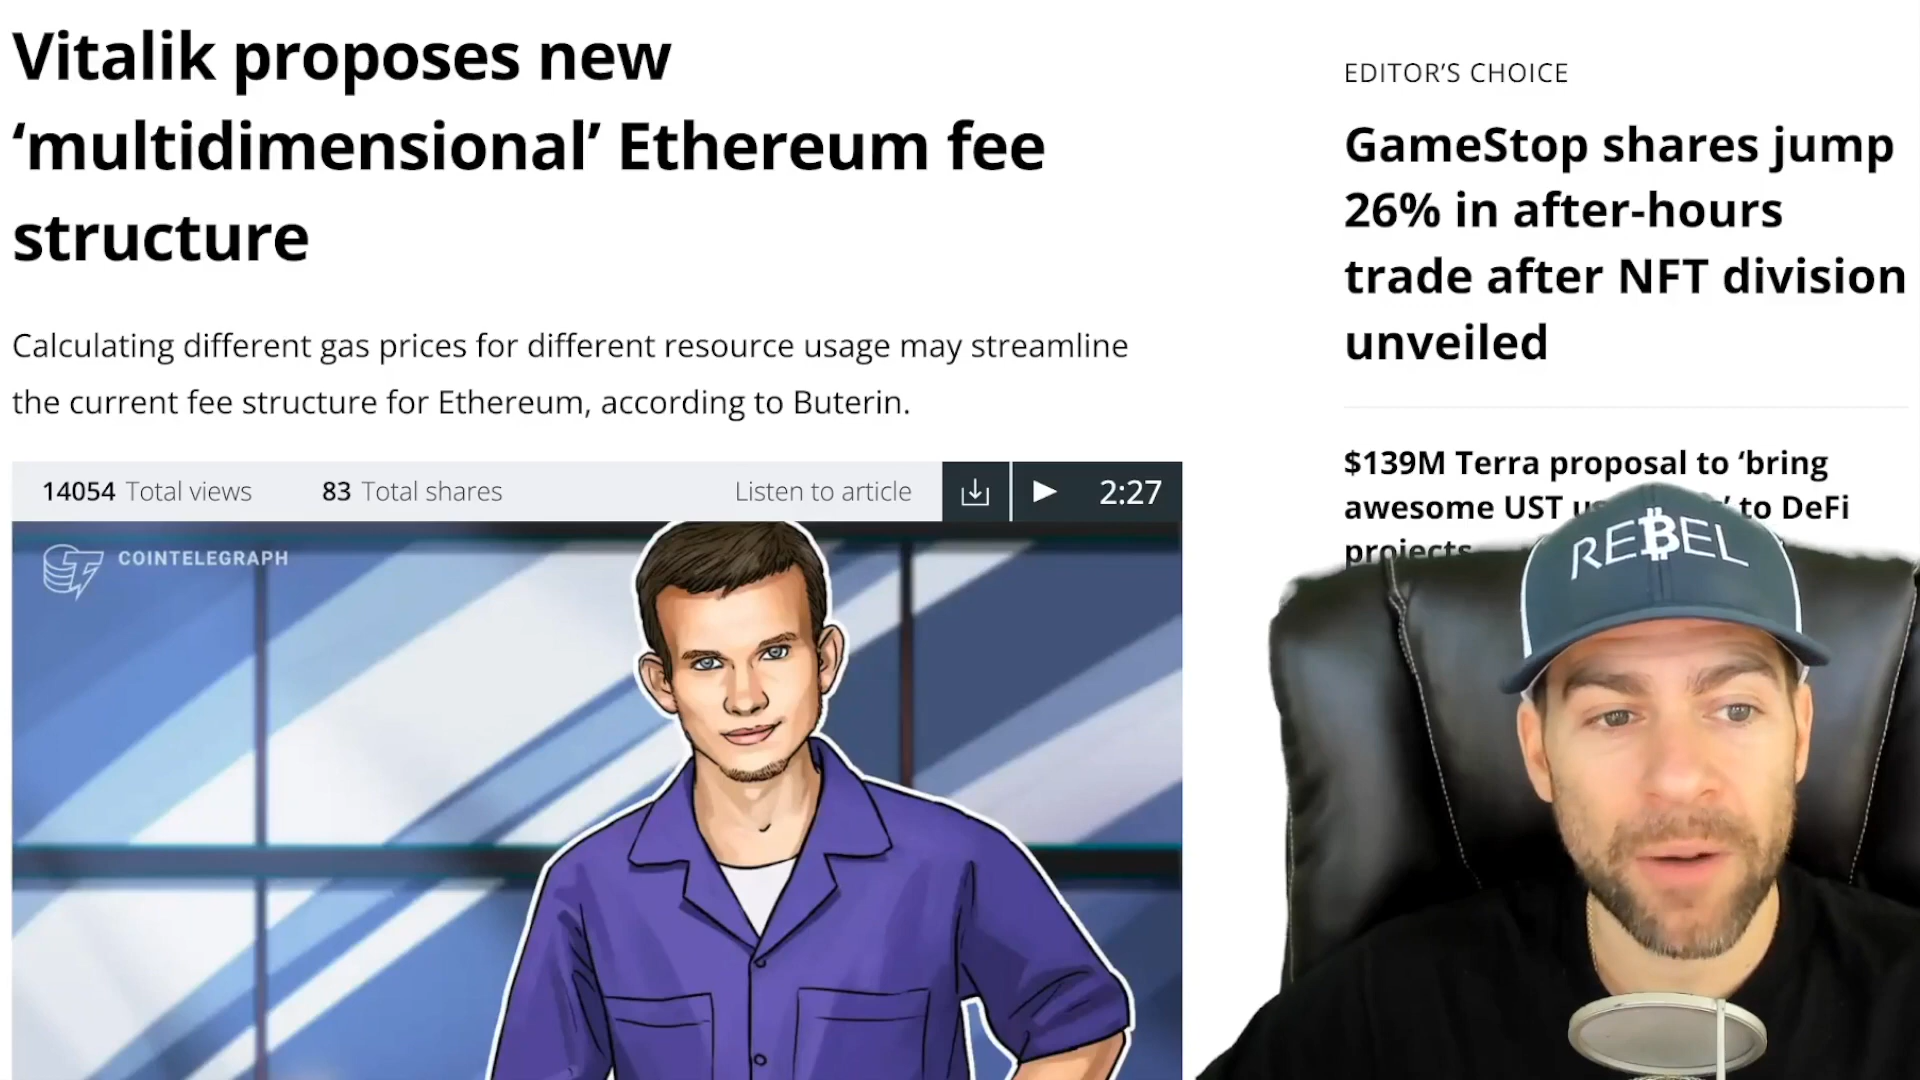 Vitalik proposes new
‘multidimensional’ Ethereum fee
structure
Calculating different gas prices for different resource usage may streamline
the current fee structure for Ethereum, according to Buterin.
14054 Total views
83 Total shares
Listen to article
2:27
COINTELEGRAPH
EDITOR’S CHOICE
GameStop shares jump
26% in after-hours
trade after NFT division
unveiled
$139M Terra proposal to ‘bring
awesome UST to DeFi
projects
REBEL